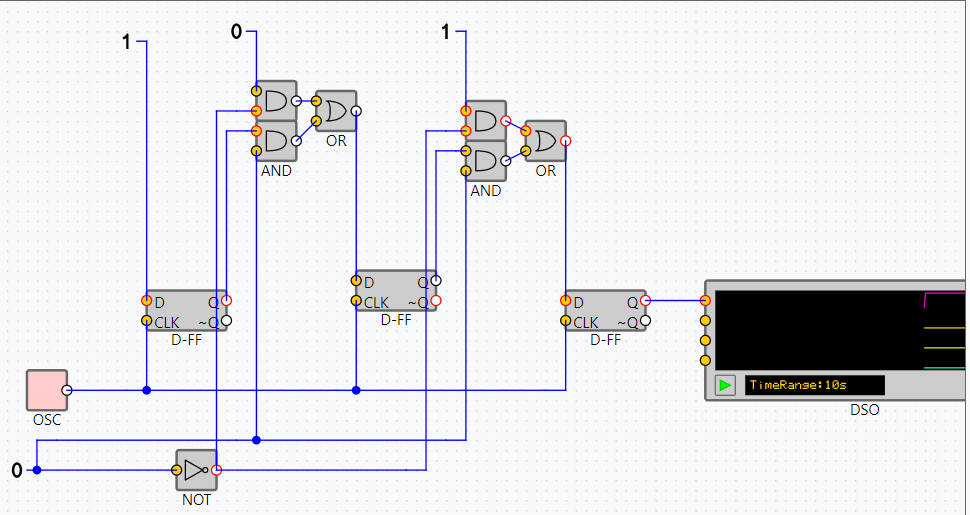 1
0
1
OR
AND
OR
AND
D
Q
CLK
~Q
D-FF
D
Q
CLK
~Q
D-FF
D
Q
CLK
~Q
D-FF
TimeRange:10s
DSO
OSC
0
NOT